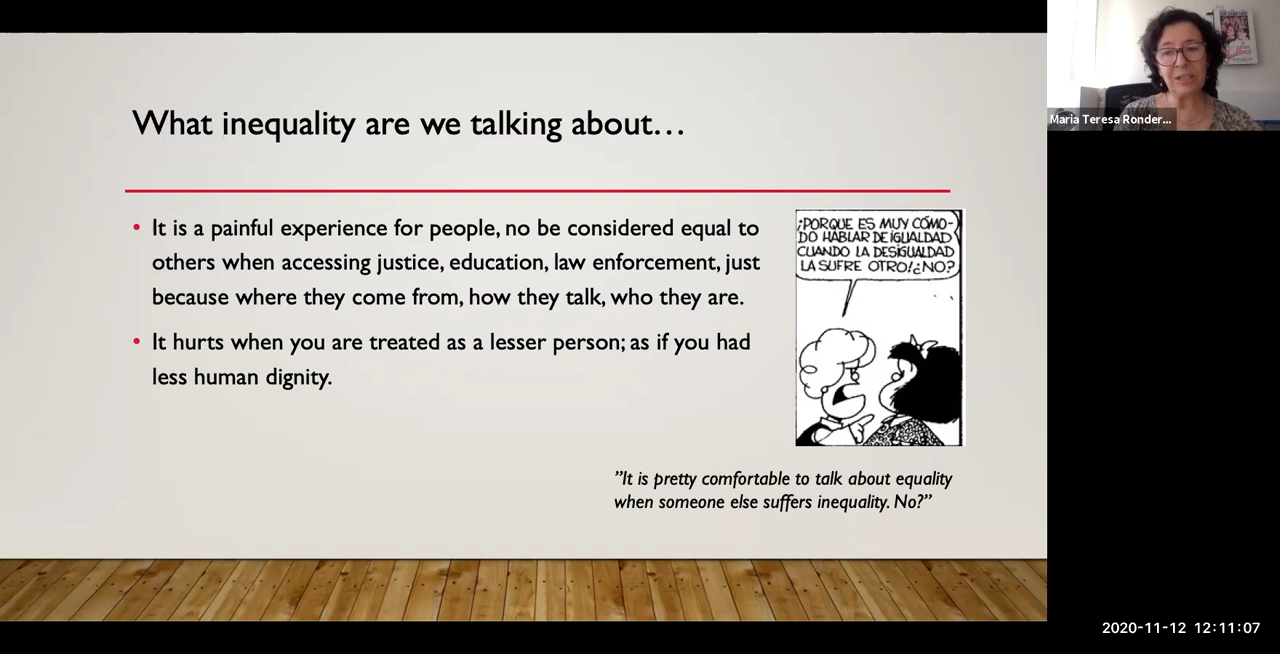 What inequality are we talking about…
• It is a painful experience for people, no be considered equal to
others when accessing justice, education, law enforcement, just
because where they come from, how they talk, who they are.
• It hurts when you are treated as a lesser person; as if you had
less human dignity.
¡PORQUE ES MUY CÓMO-
DO HABLAR DE IGUALDAD
CUANDO LA DESIGUALDAD
LA SUFRE OTRO!¿NO?
”It is pretty comfortable to talk about equality
when someone else suffers inequality. No?”
Maria Teresa Ronder...
2020-11-12 12:11:07